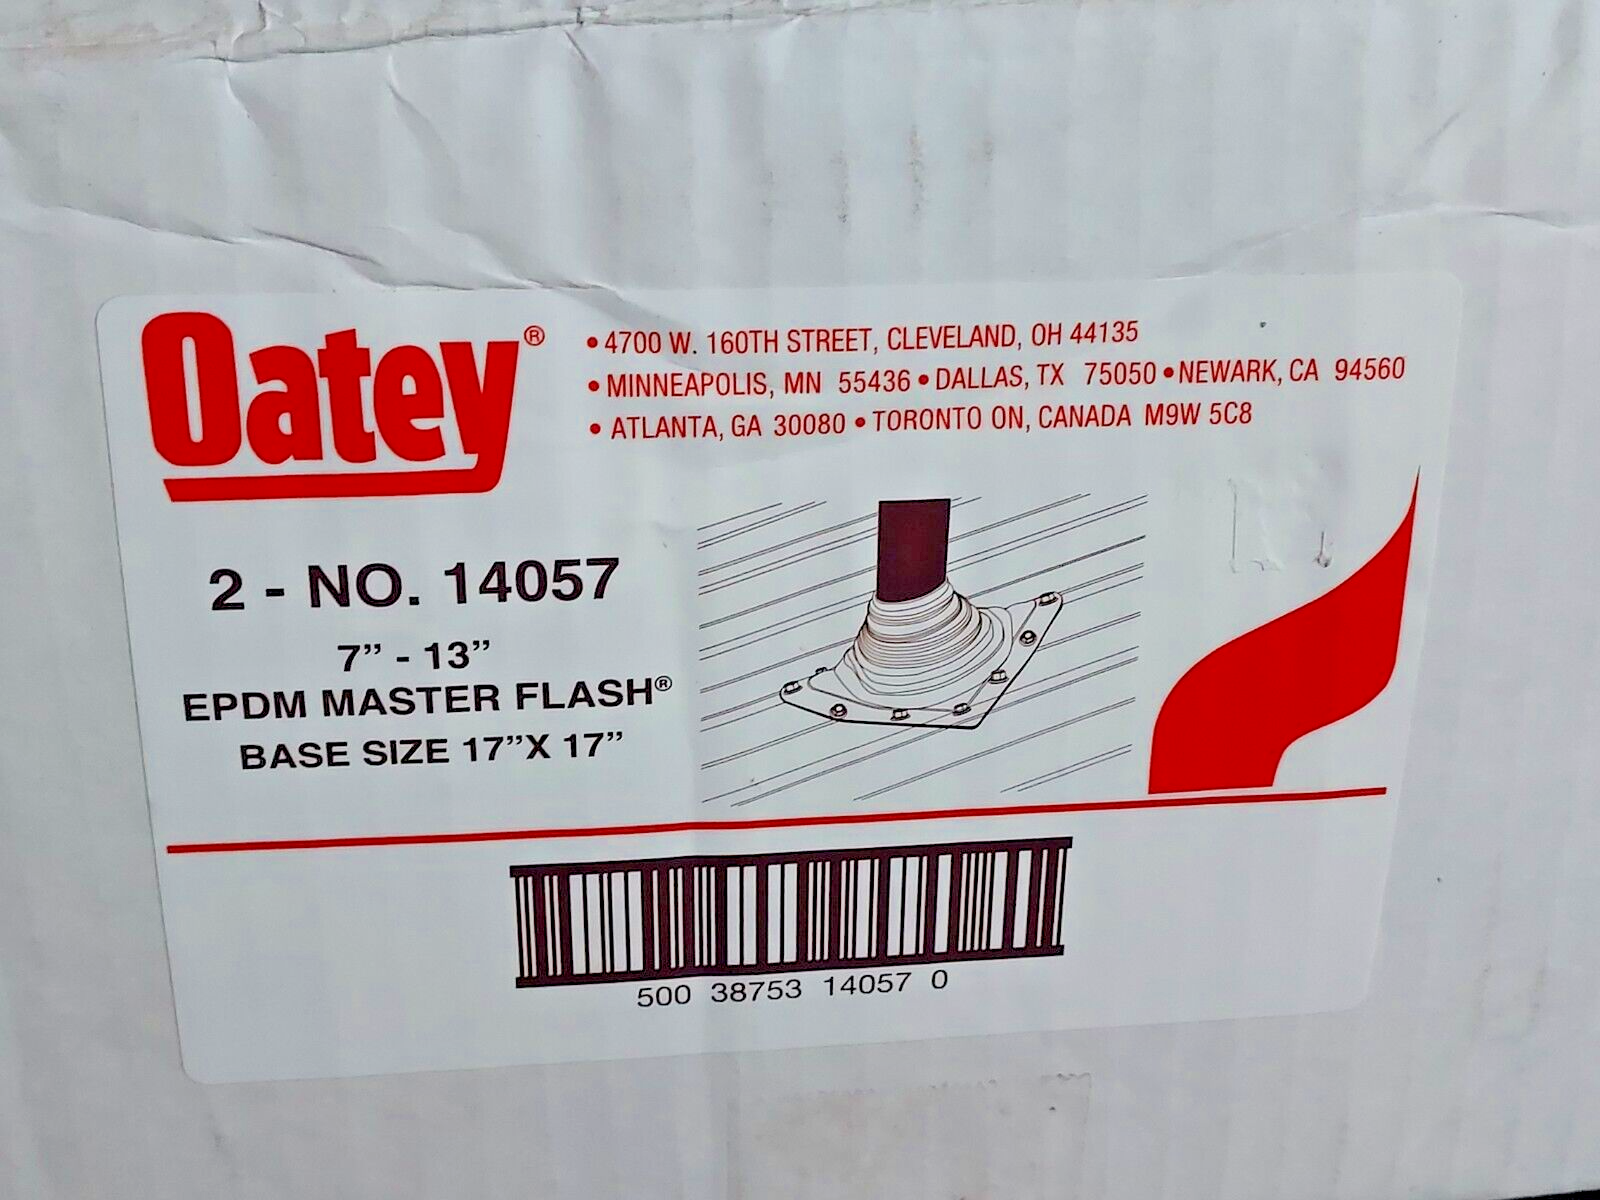 Oatey®
• 4700 W. 160TH STREET, CLEVELAND, OH 44135
• MINNEAPOLIS, MN 55436 • DALLAS, TX 75050 • NEWARK, CA 94560
• ATLANTA, GA 30080 • TORONTO ON, CANADA M9W 5C8
2 - NO. 14057
7” - 13”
EPDM MASTER FLASH®
BASE SIZE 17”X 17”
500 38753 14057 0